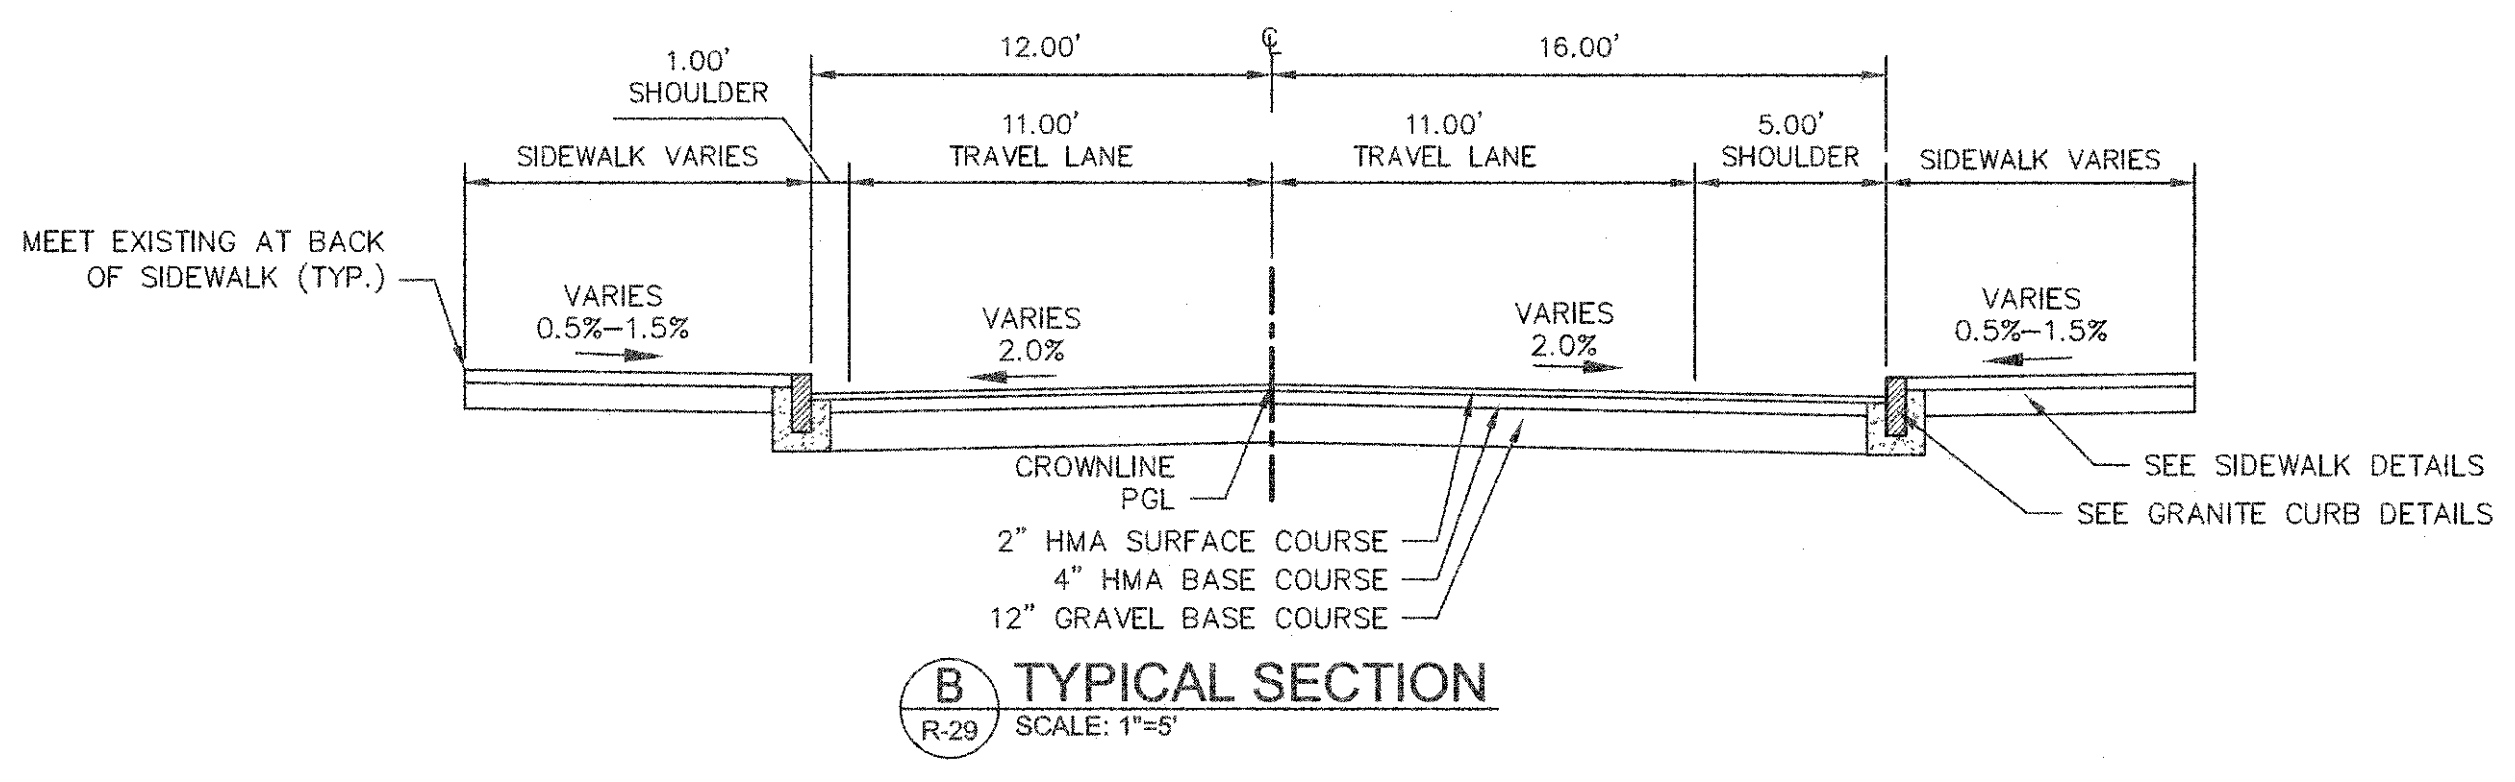 12.00'
℄
16.00'
1.00'
SHOULDER
11.00'
TRAVEL LANE
11.00'
TRAVEL LANE
5.00'
SHOULDER
SIDEWALK VARIES
SIDEWALK VARIES
MEET EXISTING AT BACK
OF SIDEWALK (TYP.)
VARIES
0.5%-1.5%
VARIES
2.0%
VARIES
2.0%
VARIES
0.5%-1.5%
CROWNLINE
PGL
SEE SIDEWALK DETAILS
SEE GRANITE CURB DETAILS
2" HMA SURFACE COURSE
4" HMA BASE COURSE
12" GRAVEL BASE COURSE
B
R-29
TYPICAL SECTION
SCALE: 1"=5'